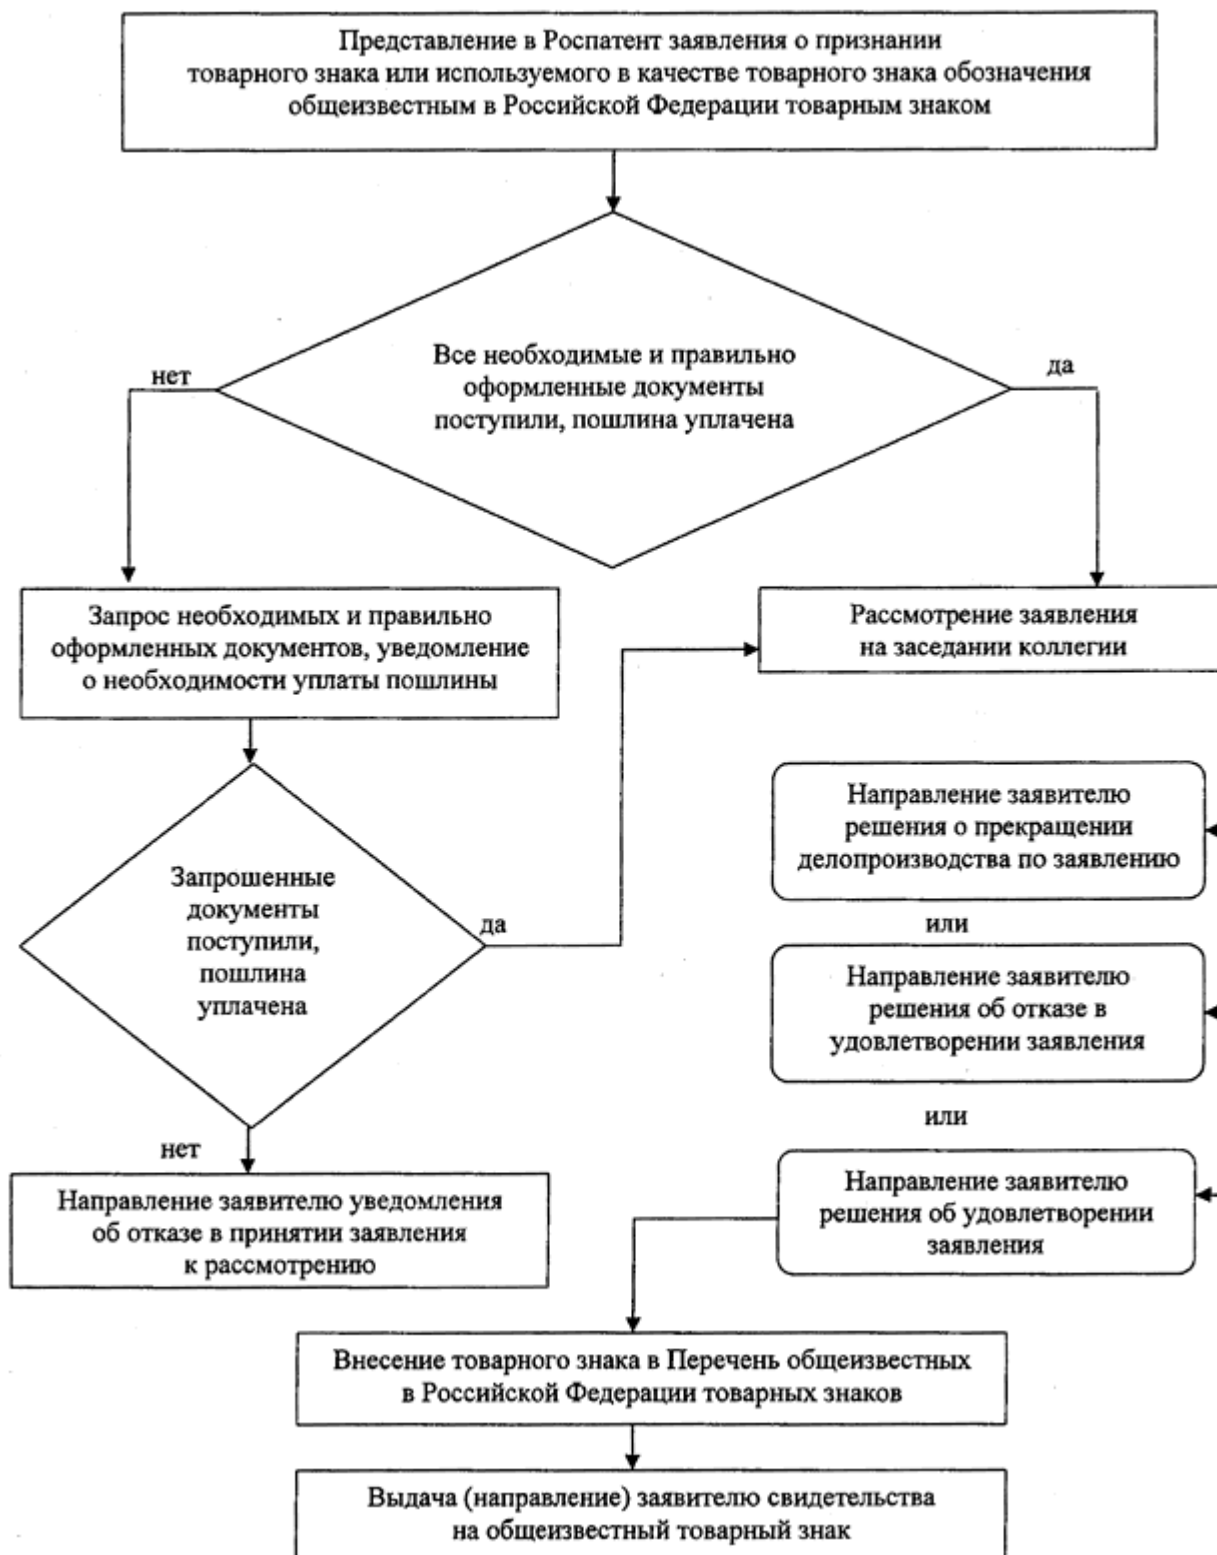 Представление в Роспатент заявления о признании
товарного знака или используемого в качестве товарного знака обозначения
общеизвестным в Российской Федерации товарным знаком
Все необходимые и правильно
оформленные документы
поступили, пошлина уплачена
нет
да
Запрос необходимых и правильно
оформленных документов, уведомление
о необходимости уплаты пошлины
Рассмотрение заявления
на заседании коллегии
Запрошенные
документы
поступили,
пошлина
уплачена
да
нет
Направление заявителю
решения о прекращении
делопроизводства по заявлению
или
Направление заявителю
решения об отказе в
удовлетворении заявления
или
Направление заявителю
решения об удовлетворении
заявления
Направление заявителю уведомления
об отказе в принятии заявления
к рассмотрению
Внесение товарного знака в Перечень общеизвестных
в Российской Федерации товарных знаков
Выдача (направление) заявителю свидетельства
на общеизвестный товарный знак